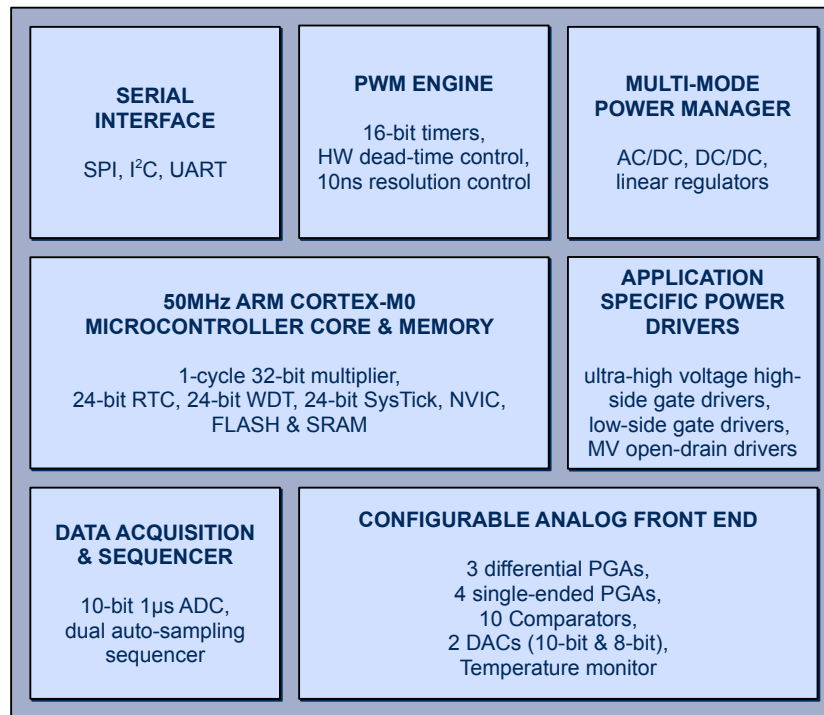 SERIAL
INTERFACE
SPI, I²C, UART
PWM ENGINE
16-bit timers,
HW dead-time control,
10ns resolution control
MULTI-MODE
POWER MANAGER
AC/DC, DC/DC,
linear regulators
50MHz ARM CORTEX-M0
MICROCONTROLLER CORE & MEMORY
1-cycle 32-bit multiplier,
24-bit RTC, 24-bit WDT, 24-bit SysTick, NVIC,
FLASH & SRAM
APPLICATION
SPECIFIC POWER
DRIVERS
ultra-high voltage high-
side gate drivers,
low-side gate drivers,
MV open-drain drivers
DATA ACQUISITION
& SEQUENCER
10-bit 1µs ADC,
dual auto-sampling
sequencer
CONFIGURABLE ANALOG FRONT END
3 differential PGAs,
4 single-ended PGAs,
10 Comparators,
2 DACs (10-bit & 8-bit),
Temperature monitor